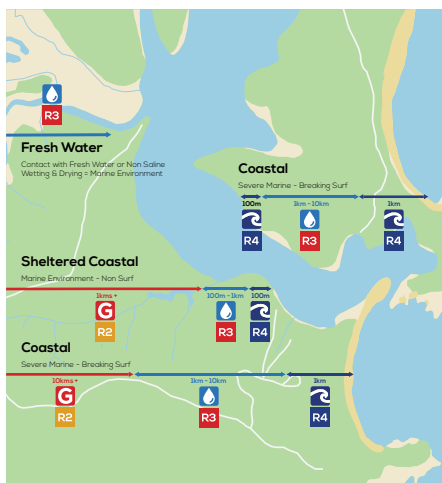 R3
Fresh Water
Contact with Fresh Water or Non Saline
Wetting & Drying = Marine Environment
Coastal
Severe Marine - Breaking Surf
100m 1km - 10km 1km
R4 R3 R4
Sheltered Coastal
Marine Environment - Non Surf
1kms + 100m - 1km 100m
G
R2 R3 R4
Coastal
Severe Marine - Breaking Surf
10kms + 1km - 10km 1km
G
R2 R3 R4